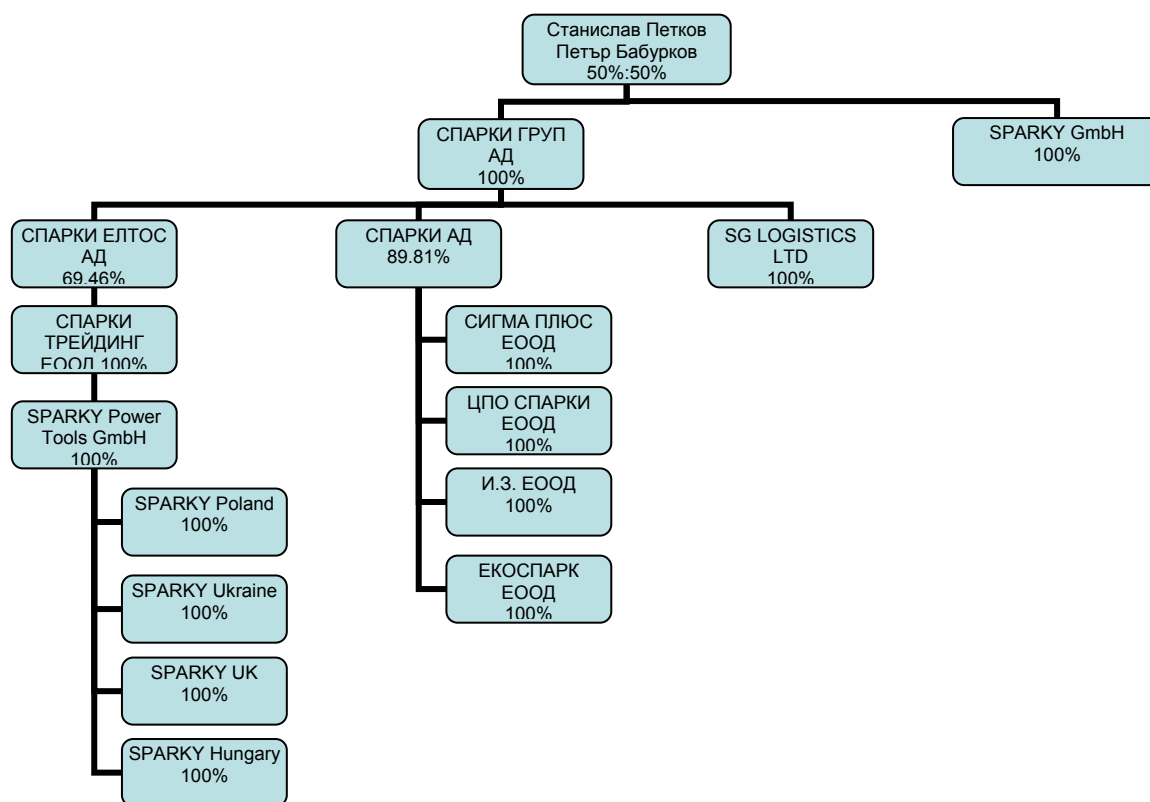 Станислав Петков
Петър Бабурков
50%:50%
СПАРКИ ГРУП
АД
100%
SPARKY GmbH
100%
СПАРКИ ЕЛТОС
АД
69.46%
СПАРКИ АД
89.81%
SG LOGISTICS
LTD
100%
СПАРКИ
ТРЕЙДИНГ
ЕООД 100%
SPARKY Power
Tools GmbH
100%
SPARKY Poland
100%
SPARKY Ukraine
100%
SPARKY UK
100%
SPARKY Hungary
100%
СИГМА ПЛЮС
ЕООД
100%
ЦПО СПАРКИ
ЕООД
100%
И.З. ЕООД
100%
ЕКОСПАРК
ЕООД
100%